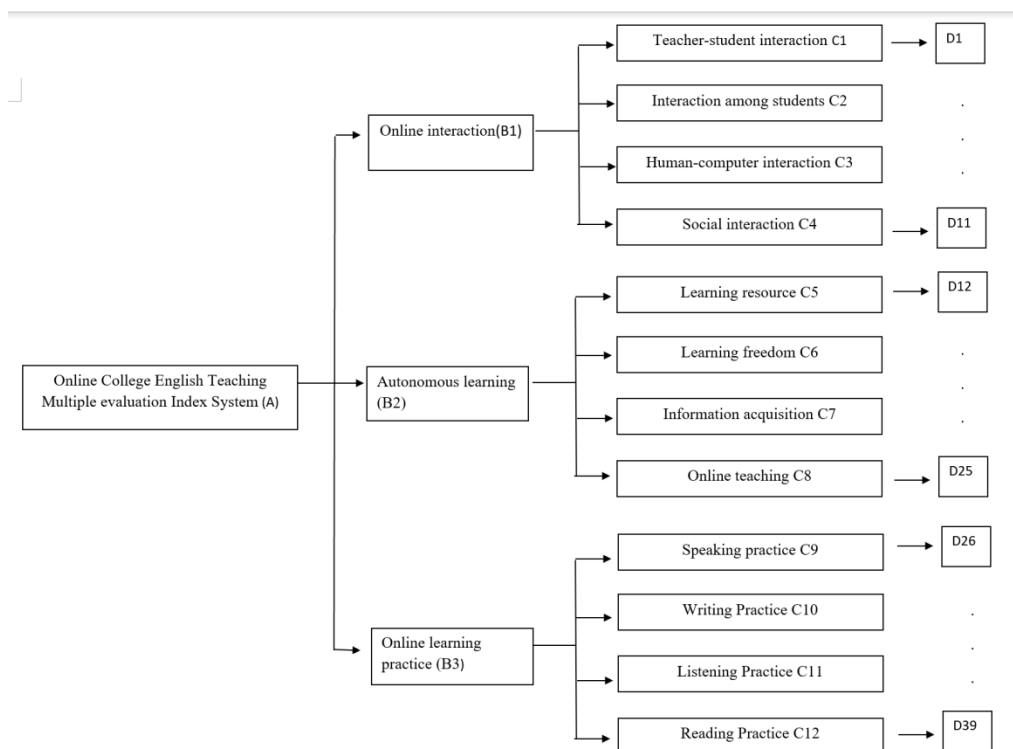 Teacher-student interaction C1
D1
Interaction among students C2
Online interaction(B1)
Human-computer interaction C3
Social interaction C4
D11
Learning resource C5
D12
Learning freedom C6
Online College English Teaching
Multiple evaluation Index System (A)
Autonomous learning
(B2)
Information acquisition C7
Online teaching C8
D25
Speaking practice C9
D26
Writing Practice C10
Online learning
practice (B3)
Listening Practice C11
Reading Practice C12
D39